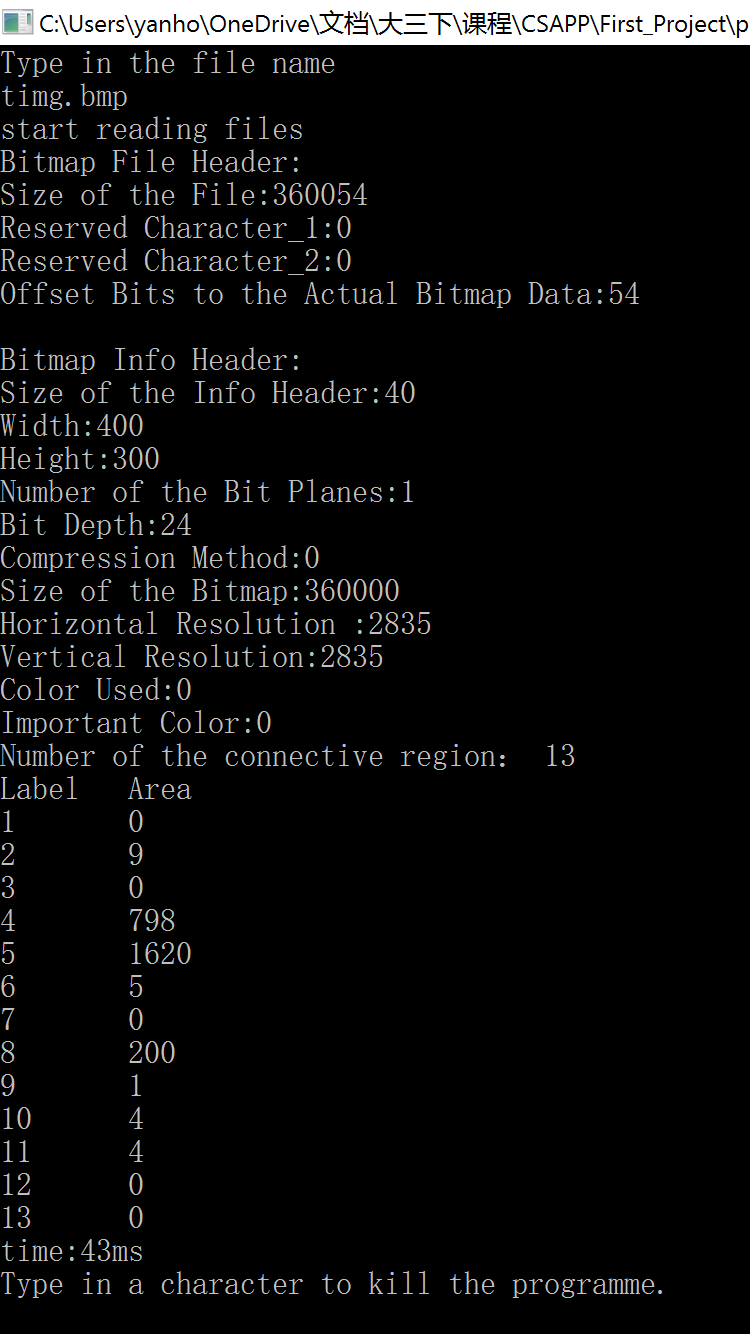 C:\Users\yanho\OneDrive\文档\大三下\课程\CSAPP\First_Project\p
Type in the file name
timg.bmp
start reading files
Bitmap File Header:
Size of the File:360054
Reserved Character_1:0
Reserved Character_2:0
Offset Bits to the Actual Bitmap Data:54

Bitmap Info Header:
Size of the Info Header:40
Width:400
Height:300
Number of the Bit Planes:1
Bit Depth:24
Compression Method:0
Size of the Bitmap:360000
Horizontal Resolution :2835
Vertical Resolution:2835
Color Used:0
Important Color:0
Number of the connective region： 13
Label   Area
1       0
2       9
3       0
4       798
5       1620
6       5
7       0
8       200
9       1
10      4
11      4
12      0
13      0
time:43ms
Type in a character to kill the programme.